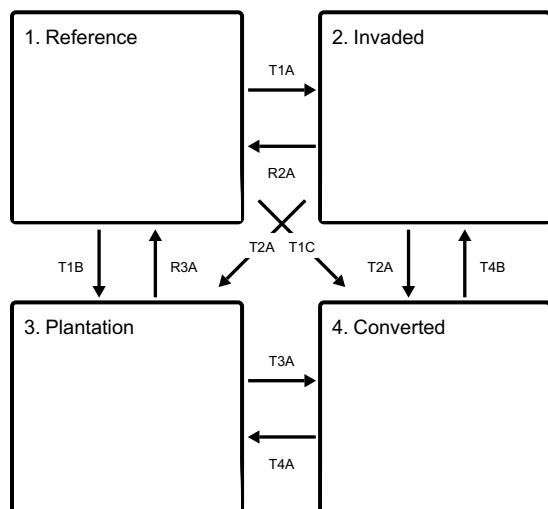 1. Reference
2. Invaded
T1A
R2A
T2A
T1C
T1B
R3A
T2A
T4B
3. Plantation
4. Converted
T3A
T4A